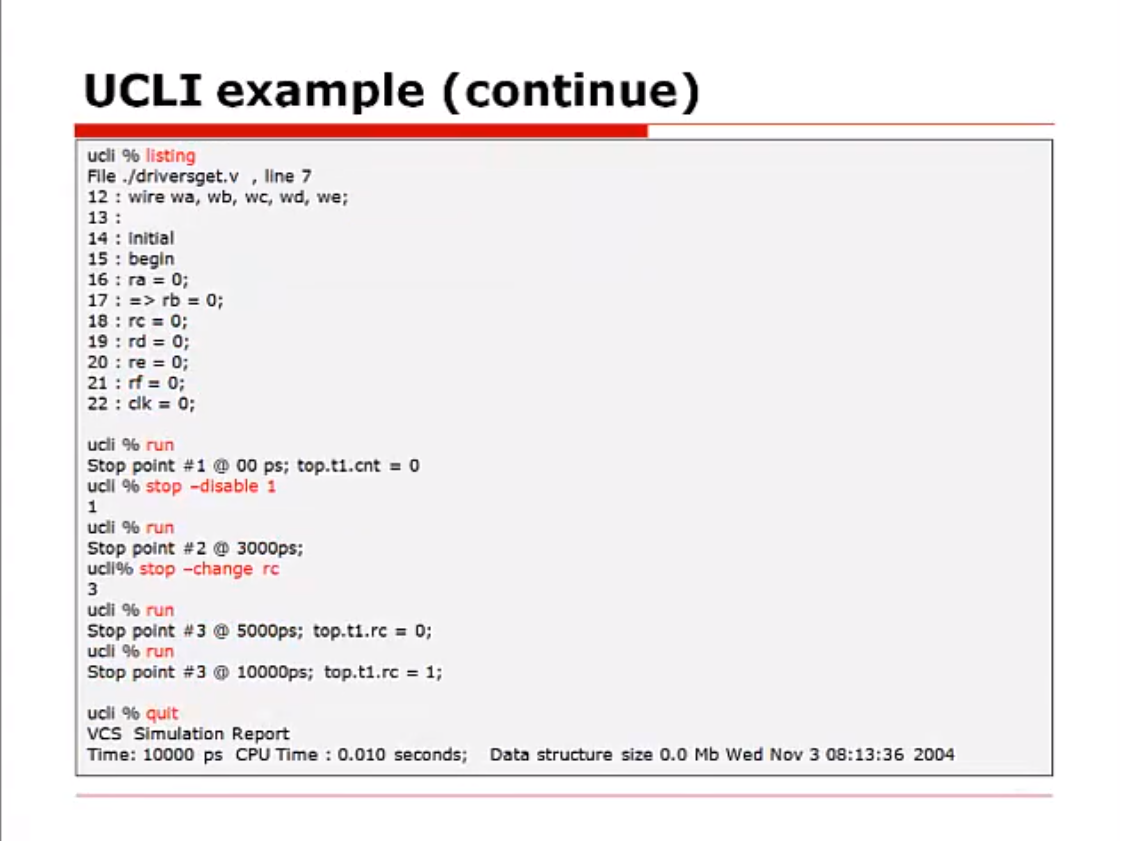 UCLI example (continue)
ucli % listing
File ./driversget.v , line 7
12 : wire wa, wb, wc, wd, we;
13 :
14 : initial
15 : begin
16 : ra = 0;
17 : => rb = 0;
18 : rc = 0;
19 : rd = 0;
20 : re = 0;
21 : rf = 0;
22 : clk = 0;
ucli % run
Stop point #1 @ 00 ps; top.t1.cnt = 0
ucli % stop –disable 1
1
ucli % run
Stop point #2 @ 3000ps;
ucli% stop –change rc
3
ucli % run
Stop point #3 @ 5000ps; top.t1.rc = 0;
ucli % run
Stop point #3 @ 10000ps; top.t1.rc = 1;
ucli % quit
VCS Simulation Report
Time: 10000 ps CPU Time : 0.010 seconds; Data structure size 0.0 Mb Wed Nov 3 08:13:36 2004